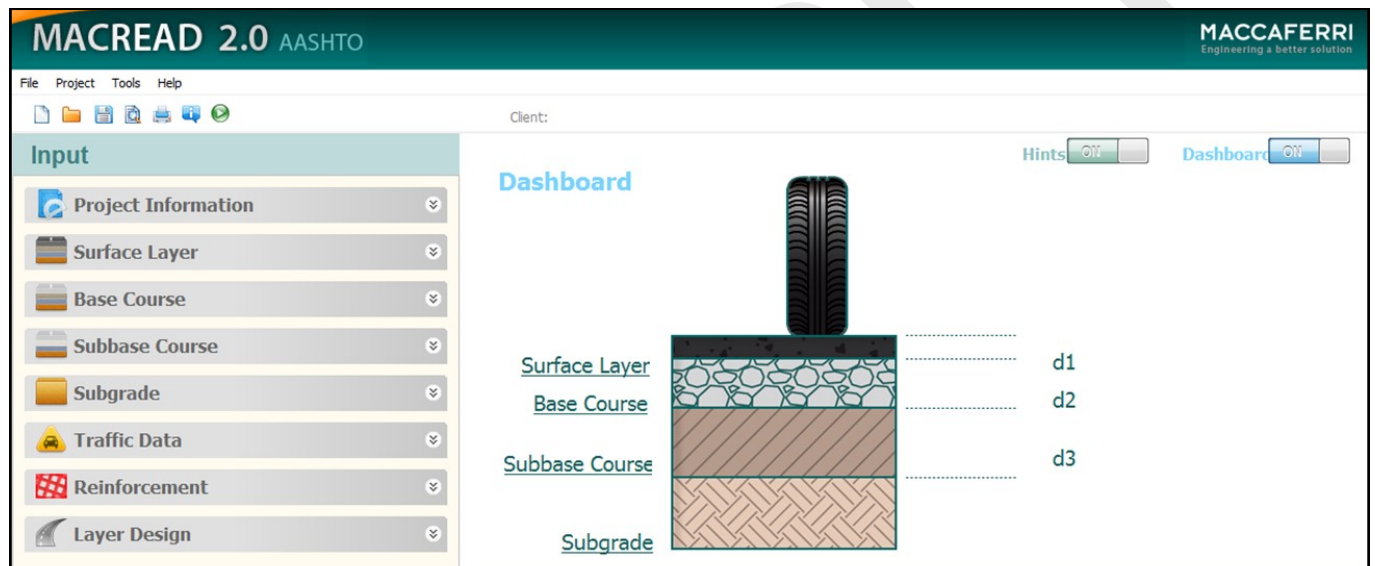 MACREAD 2.0 AASHTO
MACCAFERRI
Engineering a better solution
File Project Tools Help
Client:
Input
Hints ON
Dashboard ON
Dashboard
Project Information
Surface Layer
Base Course
Subbase Course
Subgrade
Traffic Data
Reinforcement
Layer Design
Surface Layer
d1
Base Course
d2
Subbase Course
d3
Subgrade